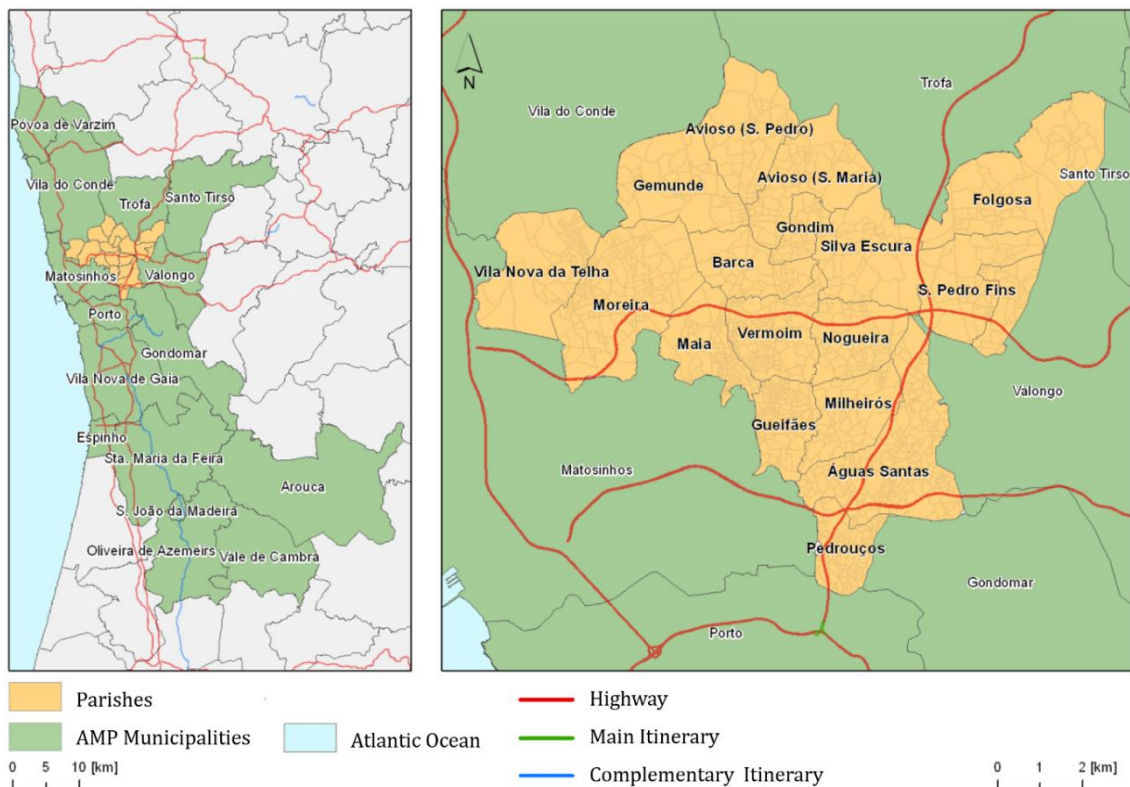 Póvoa de Varzim
Vila do Conde
Trofa
Santo Tirso
Matosinhos
Valongo
Porto
Gondomar
Vila Nova de Gaia
Espinho
Sta. Maria da Feira
Arouca
S. João da Madeira
Oliveira de Azemeirs
Vale de Cambra
N
Vila do Conde
Trofa
Avioso (S. Pedro)
Gemunde
Avioso (S. Maria)
Santo Tirso
Folgosa
Gondim
Silva Escura
Barca
Vila Nova da Telha
S. Pedro Fins
Moreira
Maia
Vermoim
Nogueira
Valongo
Milheirós
Gueifães
Matosinhos
Águas Santas
Pedrouços
Gondomar
Porto
Parishes
AMP Municipalities
Atlantic Ocean
Highway
Main Itinerary
Complementary Itinerary
0 5 10 [km]
0 1 2 [km]